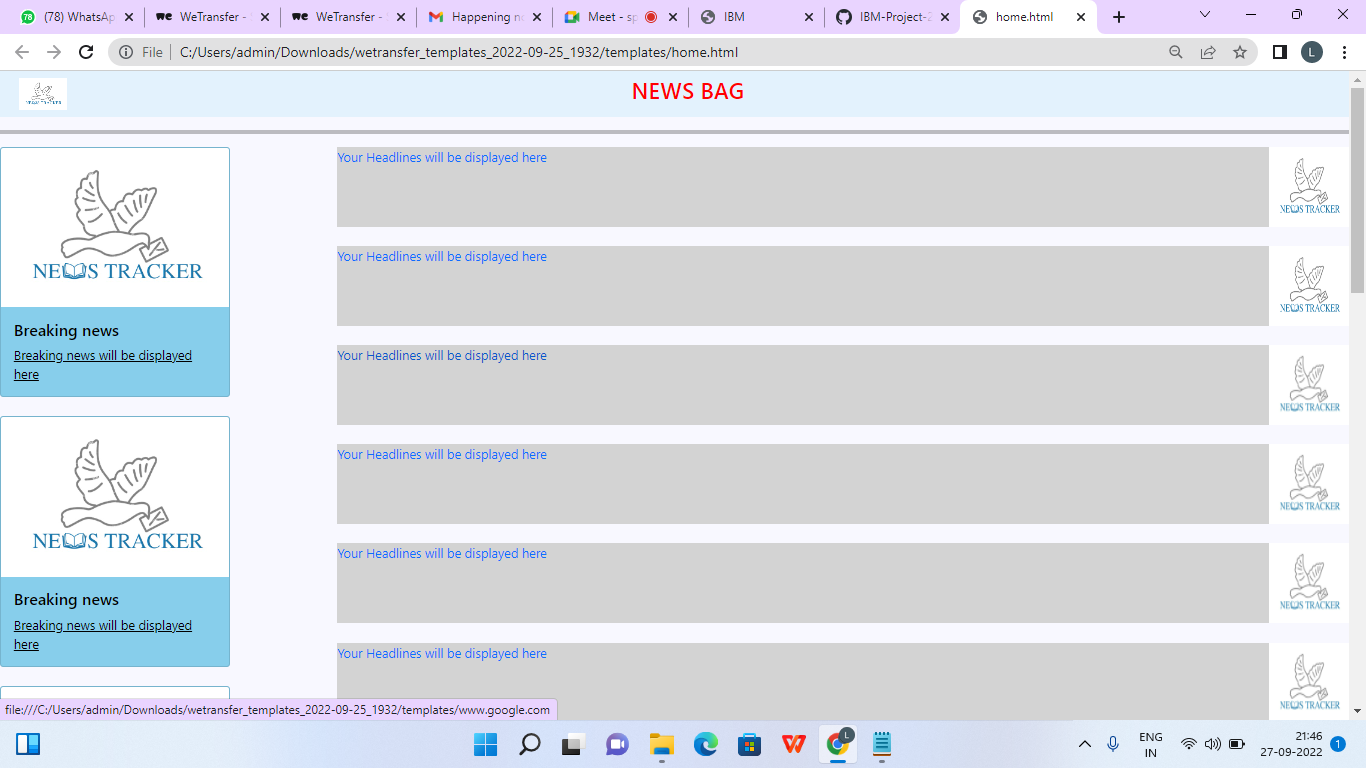 (78) WhatsAp
WeTransfer -
WeTransfer -
Happening n
Meet - sp
IBM
IBM-Project-2
home.html
File
C:/Users/admin/Downloads/wetransfer_templates_2022-09-25_1932/templates/home.html
L
NEWS TRACKER
NEWS BAG
NEWS TRACKER
Breaking news
Breaking news will be displayed
here
NEWS TRACKER
Breaking news
Breaking news will be displayed
here
Your Headlines will be displayed here
NEWS TRACKER
Your Headlines will be displayed here
NEWS TRACKER
Your Headlines will be displayed here
NEWS TRACKER
Your Headlines will be displayed here
NEWS TRACKER
Your Headlines will be displayed here
NEWS TRACKER
Your Headlines will be displayed here
NEWS TRACKER
file:///C:/Users/admin/Downloads/wetransfer_templates_2022-09-25_1932/templates/www.google.com
L
ENG
IN
21:46
27-09-2022
1